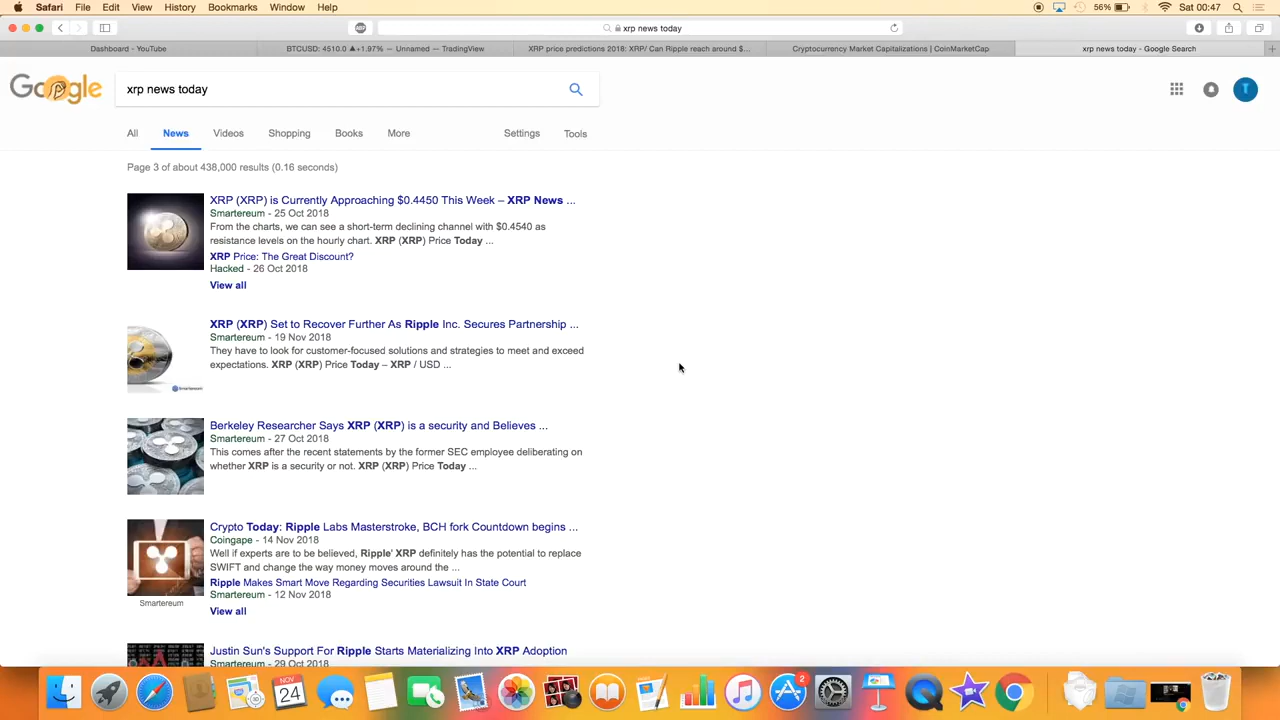 Safari File Edit View History Bookmarks Window Help 56% Sat 00:47
xrp news today
Dashboard - YouTube
BTCUSD: 4510.0 ▲+1.97% — Unnamed — TradingView
XRP price predictions 2018: XRP/ Can Ripple reach around $...
Cryptocurrency Market Capitalizations | CoinMarketCap
xrp news today - Google Search
Google
xrp news today
T
All News Videos Shopping Books More Settings Tools
Page 3 of about 438,000 results (0.16 seconds)
XRP (XRP) is Currently Approaching $0.4450 This Week – XRP News ...
Smartereum - 25 Oct 2018
From the charts, we can see a short-term declining channel with $0.4540 as
resistance levels on the hourly chart. XRP (XRP) Price Today ...
XRP Price: The Great Discount?
Hacked - 26 Oct 2018
View all
XRP (XRP) Set to Recover Further As Ripple Inc. Secures Partnership ...
Smartereum - 19 Nov 2018
They have to look for customer-focused solutions and strategies to meet and exceed
expectations. XRP (XRP) Price Today – XRP / USD ...
Berkeley Researcher Says XRP (XRP) is a security and Believes ...
Smartereum - 27 Oct 2018
This comes after the recent statements by the former SEC employee deliberating on
whether XRP is a security or not. XRP (XRP) Price Today ...
Crypto Today: Ripple Labs Masterstroke, BCH fork Countdown begins ...
Coingape - 14 Nov 2018
Well if experts are to be believed, Ripple' XRP definitely has the potential to replace
SWIFT and change the way money moves around the ...
Ripple Makes Smart Move Regarding Securities Lawsuit In State Court
Smartereum - 12 Nov 2018
Smartereum
View all
Justin Sun's Support For Ripple Starts Materializing Into XRP Adoption
Smartereum - 29 Oct 2018
NOV
24
2